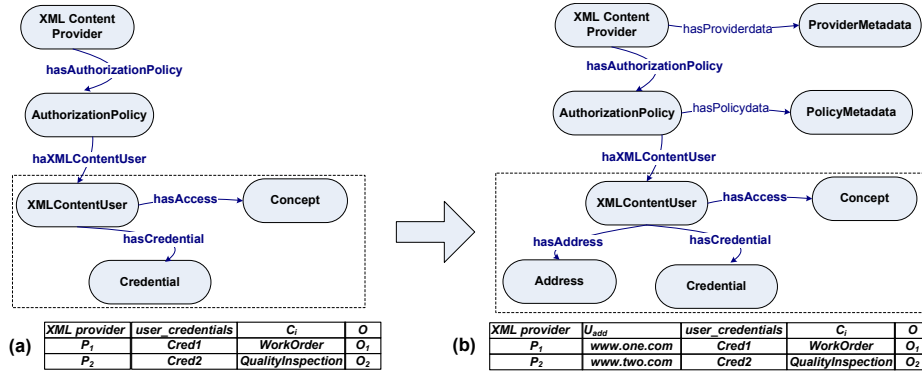 XML Content
Provider
hasAuthorizationPolicy
AuthorizationPolicy
haXMLContentUser
XMLContentUser
hasAccess
Concept
hasCredential
Credential
(a)
XML provider user_credentials Ci O
P1 Cred1 WorkOrder O1
P2 Cred2 QualityInspection O2
XML Content
Provider
hasProviderdata
ProviderMetadata
hasAuthorizationPolicy
AuthorizationPolicy
hasPolicydata
PolicyMetadata
haXMLContentUser
XMLContentUser
hasAccess
Concept
hasAddress
hasCredential
Address
Credential
(b)
XML provider Uadd user_credentials Ci O
P1 www.one.com Cred1 WorkOrder O1
P2 www.two.com Cred2 QualityInspection O2